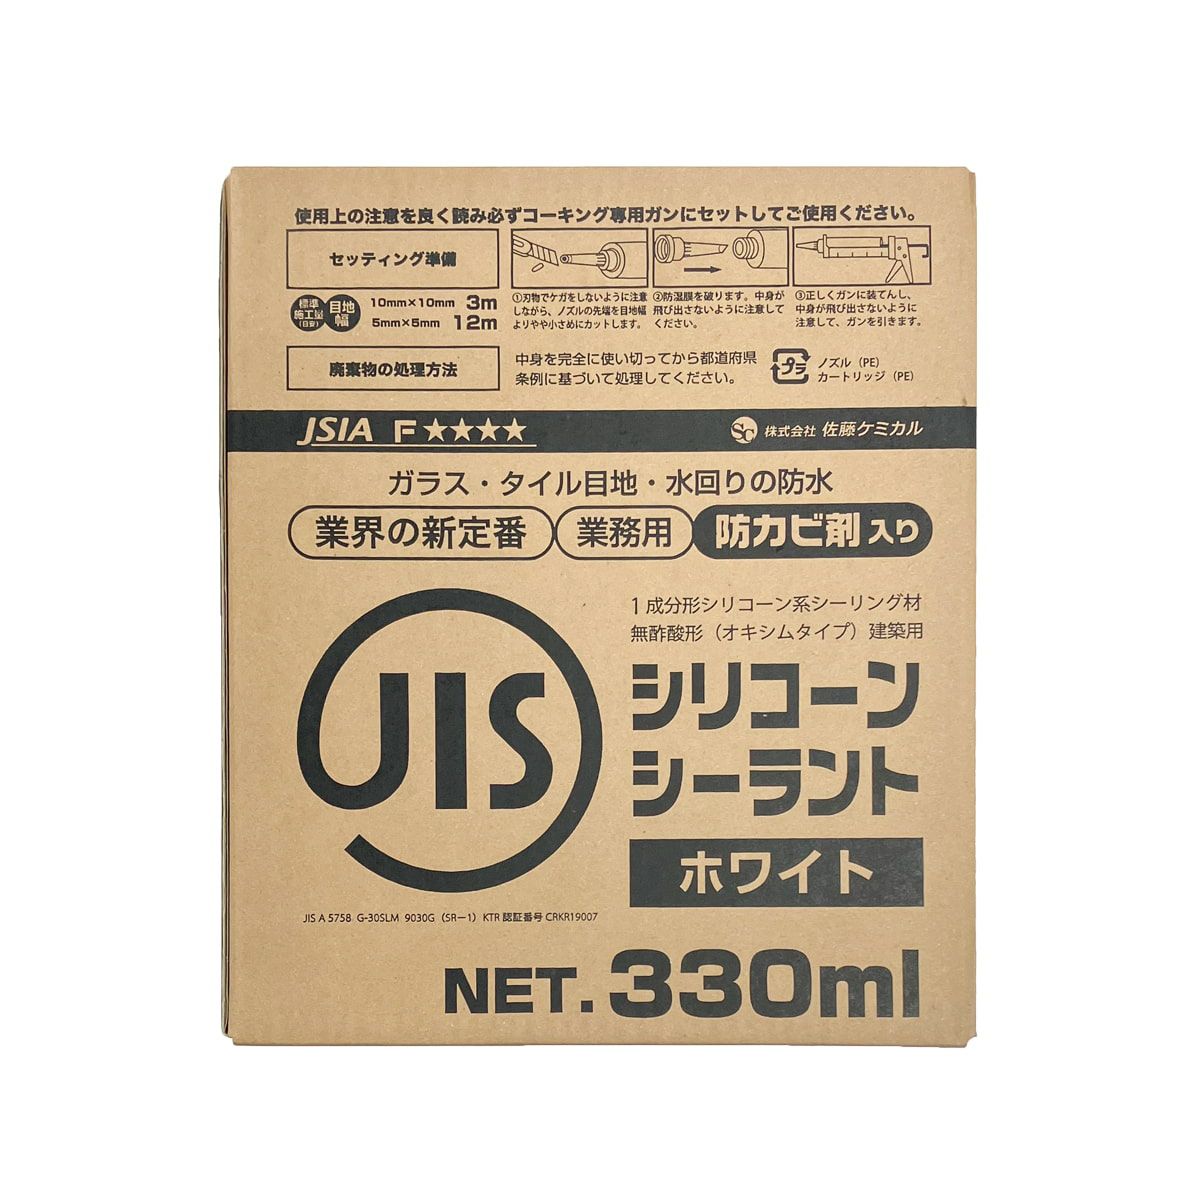 使用上の注意を良く読み必ずコーキング専用ガンにセットしてご使用ください。
セッティング準備
①刃物でケガをしないように注意
しながら、ノズルの先端を目地幅
よりやや小さめにカットします。
②防湿膜を破ります。中身が
飛び出さないように注意して
ください。
③正しくガンに装てんし、
中身が飛び出さないように
注意して、ガンを引きます。
標準
施工量
(目安)
目地
幅
10mm×10mm 3m
5mm×5mm 12m
廃棄物の処理方法
中身を完全に使い切ってから都道府県
条例に基づいて処理してください。
プラ
ノズル（PE）
カートリッジ（PE）
JSIA F★★★★
SC 株式会社 佐藤ケミカル
ガラス・タイル目地・水回りの防水
業界の新定番 業務用 防カビ剤入り
1成分形シリコーン系シーリング材
無酢酸形（オキシムタイプ）建築用
JIS
シリコーン
シーラント
ホワイト
JIS A 5758 G-30SLM 9030G（SR－1）KTR 認証番号 CRKR19007
NET. 330ml